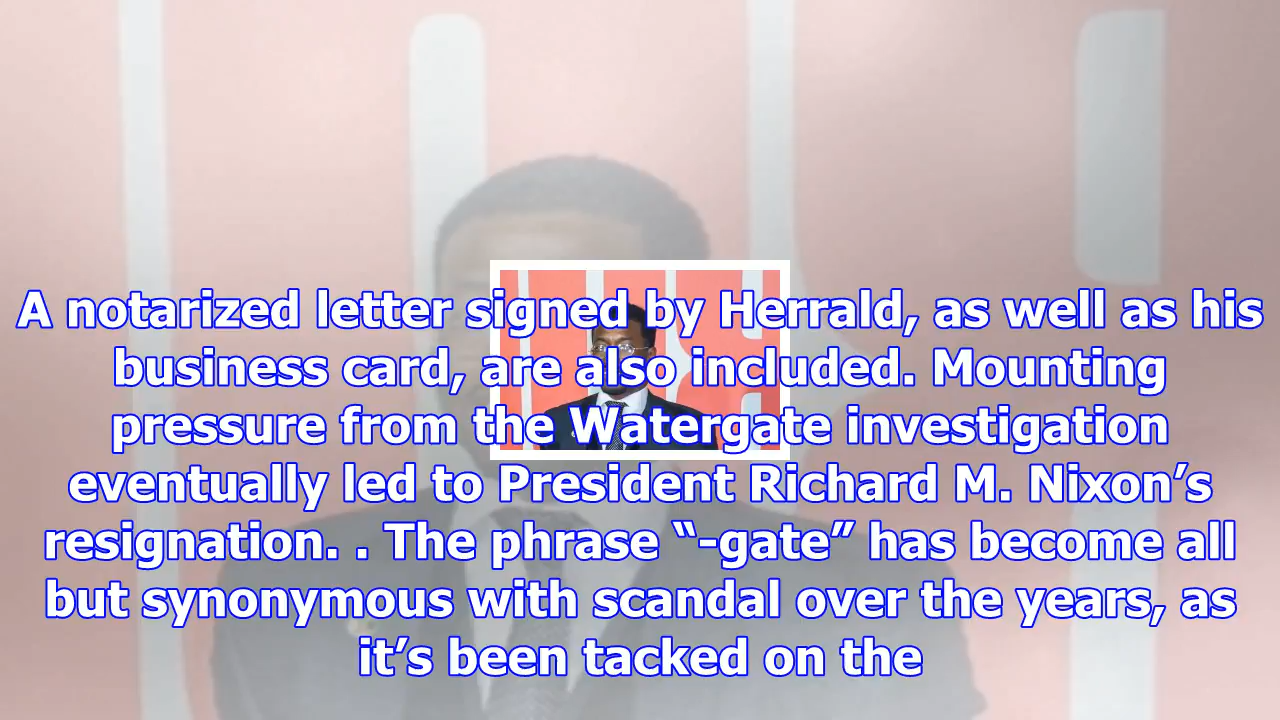 A notarized letter signed by Herrald, as well as his
business card, are also included. Mounting
pressure from the Watergate investigation
eventually led to President Richard M. Nixon’s
resignation. . The phrase “-gate” has become all
but synonymous with scandal over the years, as
it’s been tacked on the